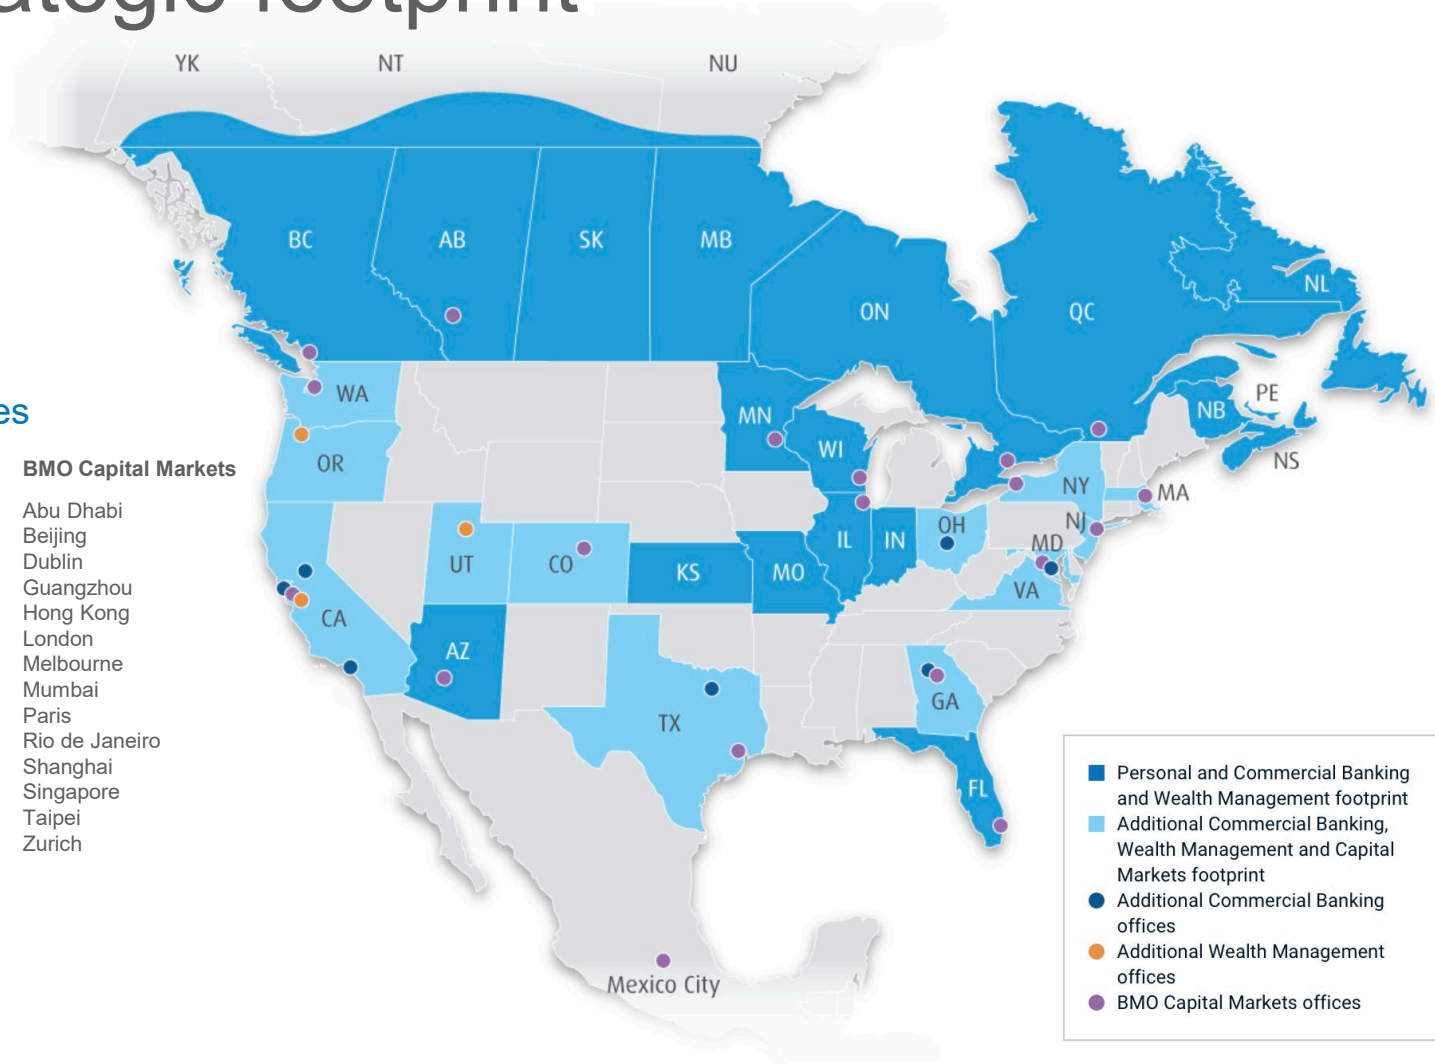 ategic footprint
YK
NT
NU
BC
AB
SK
MB
ON
QC
NL
NB
PE
NS
WA
OR
MN
WI
NY
MA
NJ
OH
MD
IL
IN
UT
CO
KS
MO
VA
CA
AZ
TX
GA
FL
Mexico City
es
BMO Capital Markets
Abu Dhabi
Beijing
Dublin
Guangzhou
Hong Kong
London
Melbourne
Mumbai
Paris
Rio de Janeiro
Shanghai
Singapore
Taipei
Zurich
Personal and Commercial Banking
and Wealth Management footprint
Additional Commercial Banking,
Wealth Management and Capital
Markets footprint
Additional Commercial Banking
offices
Additional Wealth Management
offices
BMO Capital Markets offices